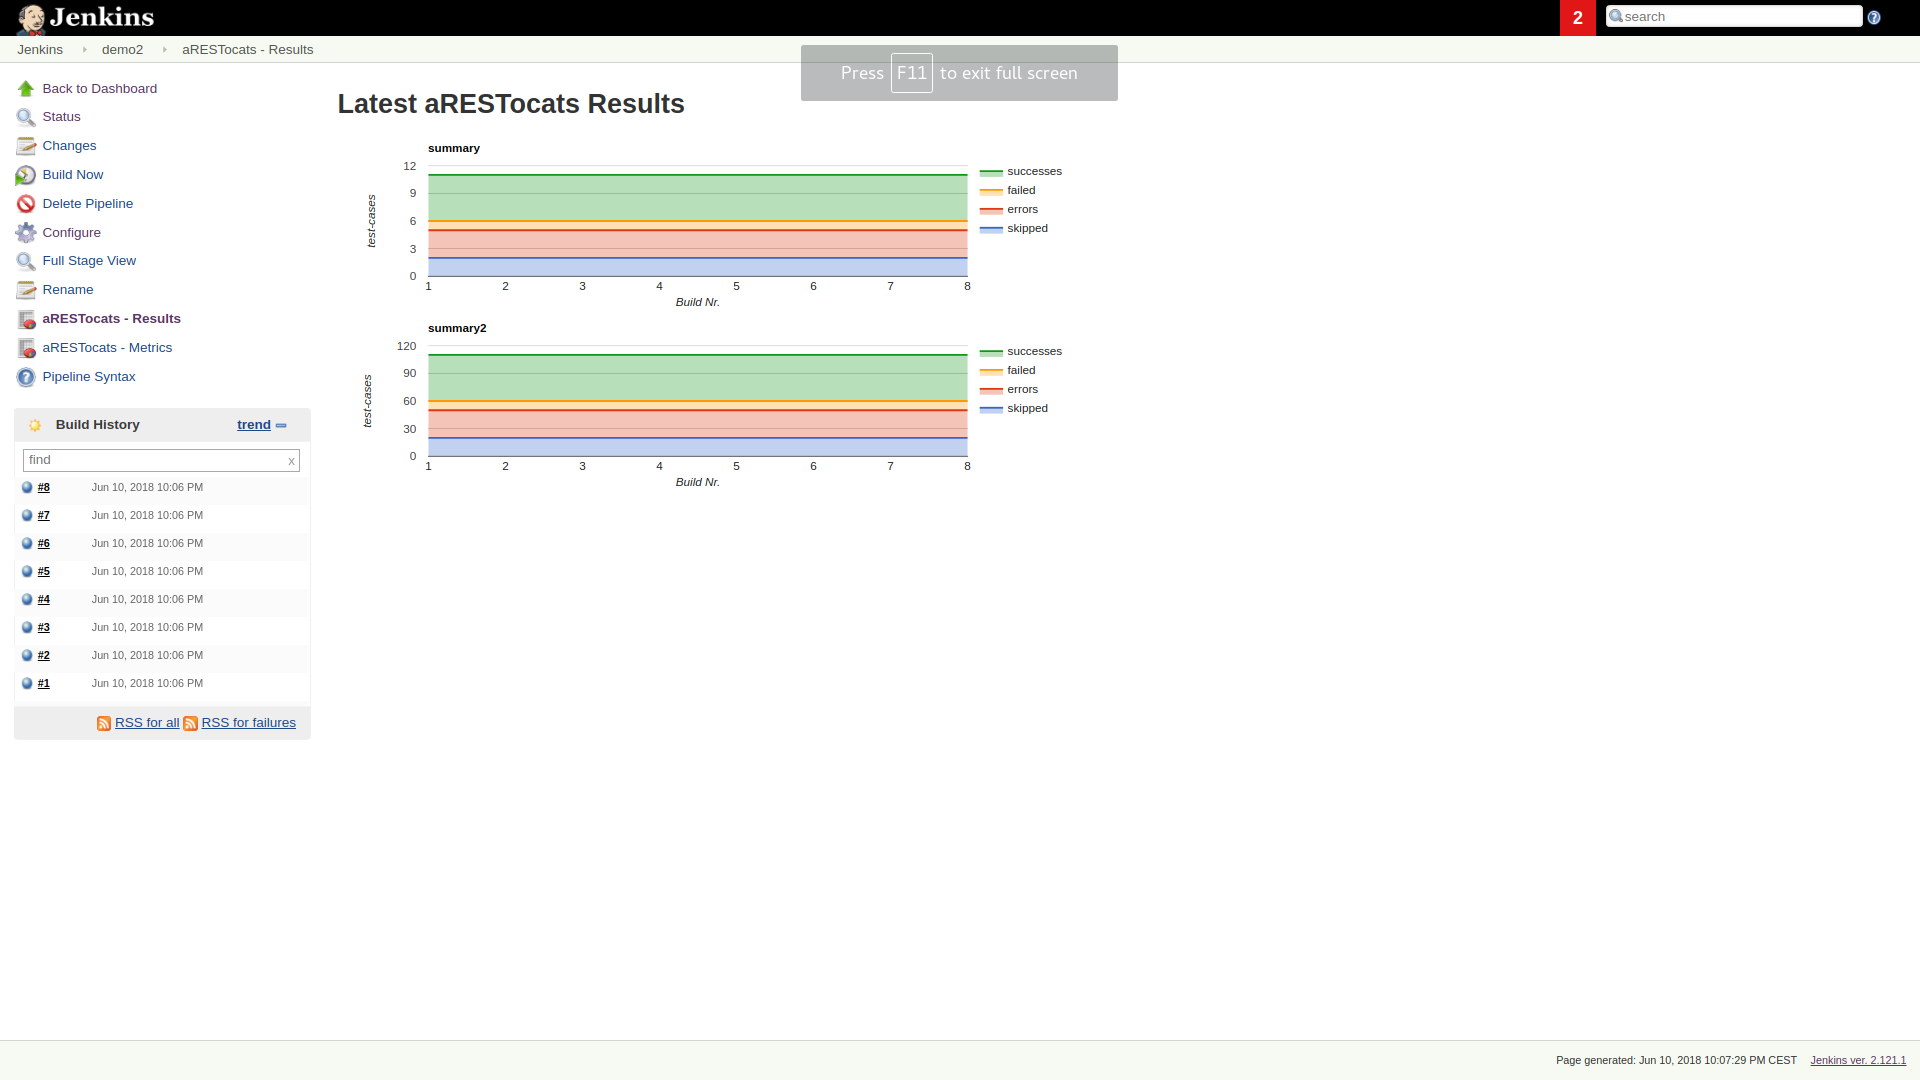 Jenkins
2
search
Jenkins demo2 aRESTocats - Results
Press F11 to exit full screen
Back to Dashboard
Status
Changes
Build Now
Delete Pipeline
Configure
Full Stage View
Rename
aRESTocats - Results
aRESTocats - Metrics
Pipeline Syntax
Build History trend
find x
#8 Jun 10, 2018 10:06 PM
#7 Jun 10, 2018 10:06 PM
#6 Jun 10, 2018 10:06 PM
#5 Jun 10, 2018 10:06 PM
#4 Jun 10, 2018 10:06 PM
#3 Jun 10, 2018 10:06 PM
#2 Jun 10, 2018 10:06 PM
#1 Jun 10, 2018 10:06 PM
RSS for all RSS for failures
Latest aRESTocats Results
summary
12
9
6
3
0
test-cases
1 2 3 4 5 6 7 8
Build Nr.
successes
failed
errors
skipped
summary2
120
90
60
30
0
test-cases
1 2 3 4 5 6 7 8
Build Nr.
successes
failed
errors
skipped
Page generated: Jun 10, 2018 10:07:29 PM CEST Jenkins ver. 2.121.1